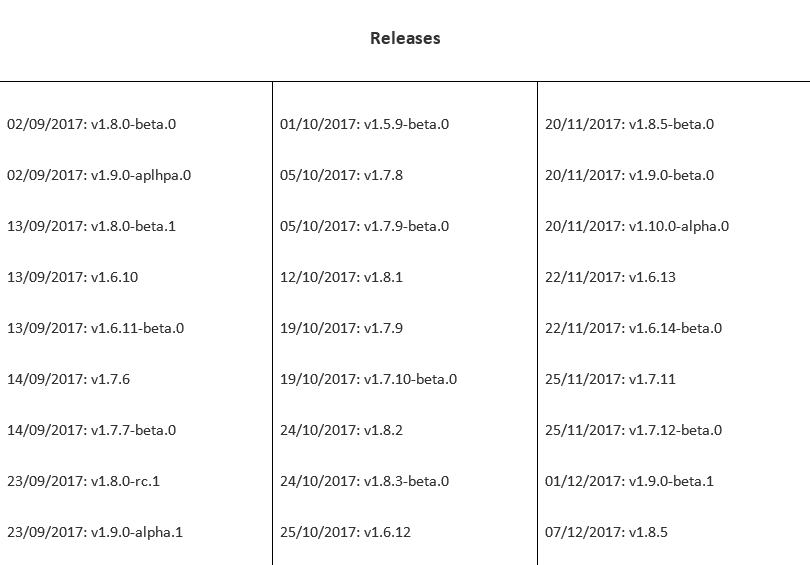 Releases
02/09/2017: v1.8.0-beta.0
02/09/2017: v1.9.0-aplhpa.0
13/09/2017: v1.8.0-beta.1
13/09/2017: v1.6.10
13/09/2017: v1.6.11-beta.0
14/09/2017: v1.7.6
14/09/2017: v1.7.7-beta.0
23/09/2017: v1.8.0-rc.1
23/09/2017: v1.9.0-alpha.1
01/10/2017: v1.5.9-beta.0
05/10/2017: v1.7.8
05/10/2017: v1.7.9-beta.0
12/10/2017: v1.8.1
19/10/2017: v1.7.9
19/10/2017: v1.7.10-beta.0
24/10/2017: v1.8.2
24/10/2017: v1.8.3-beta.0
25/10/2017: v1.6.12
20/11/2017: v1.8.5-beta.0
20/11/2017: v1.9.0-beta.0
20/11/2017: v1.10.0-alpha.0
22/11/2017: v1.6.13
22/11/2017: v1.6.14-beta.0
25/11/2017: v1.7.11
25/11/2017: v1.7.12-beta.0
01/12/2017: v1.9.0-beta.1
07/12/2017: v1.8.5